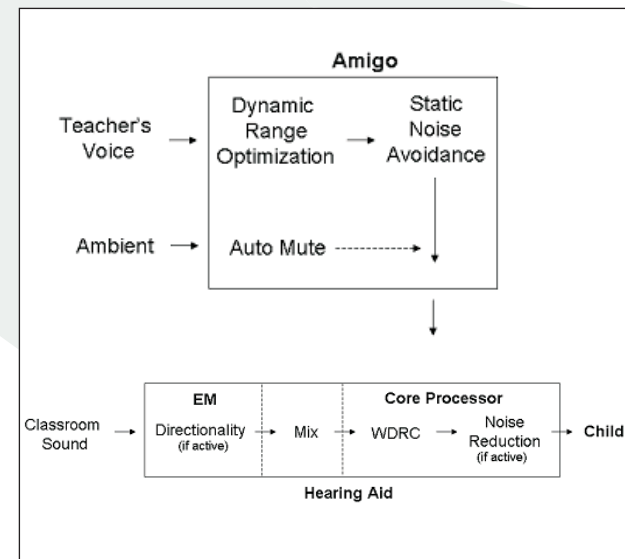 Amigo
Teacher's
Voice
Dynamic
Range
Optimization
Static
Noise
Avoidance
Ambient
Auto Mute
EM
Core Processor
Classroom
Sound
Directionality
(if active)
Mix
WDRC
Noise
Reduction
(if active)
Child
Hearing Aid